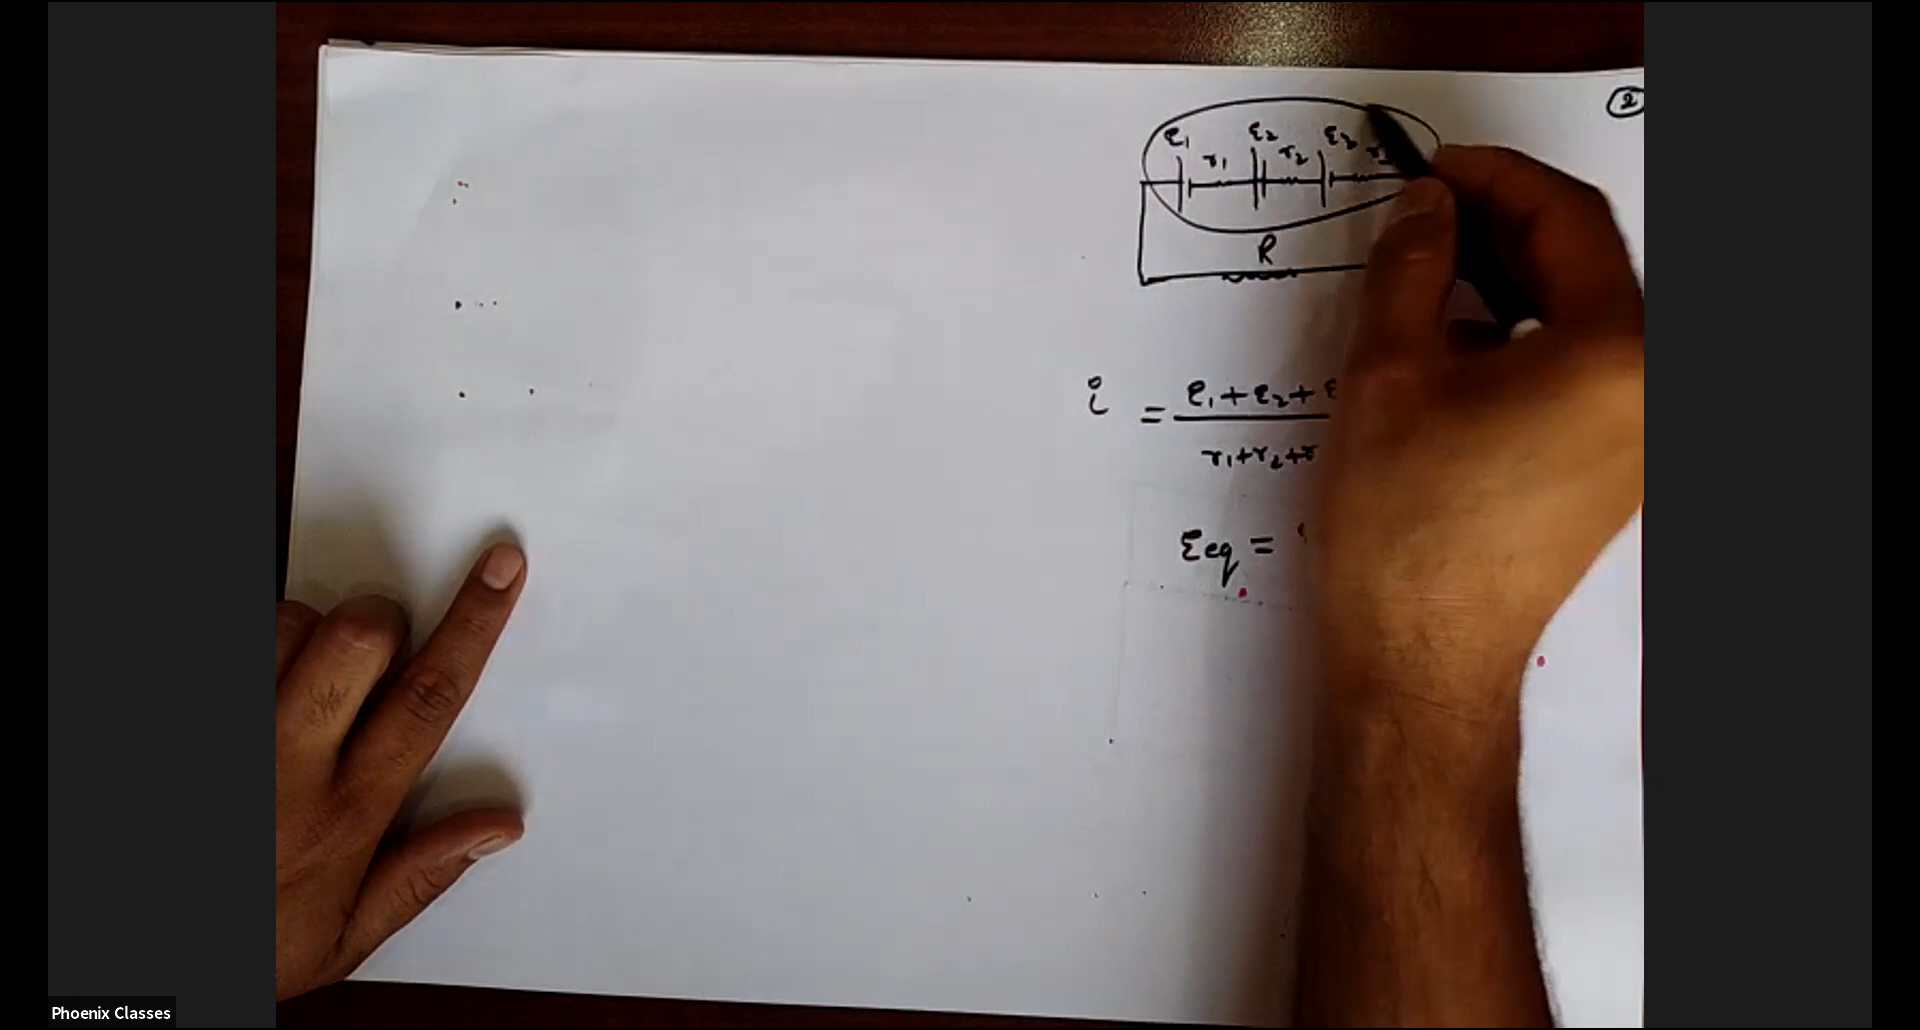 2
ε₁ ε₂ ε₃
r₁ r₂
R
i = ε₁+ε₂+
r₁+r₂+r
εeq =
Phoenix Classes